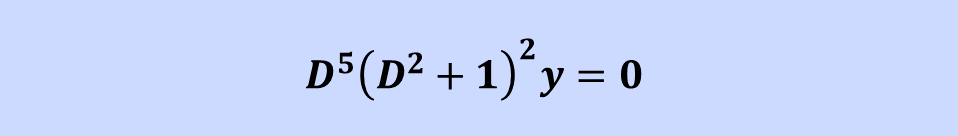 D⁵(D² + 1)²y = 0